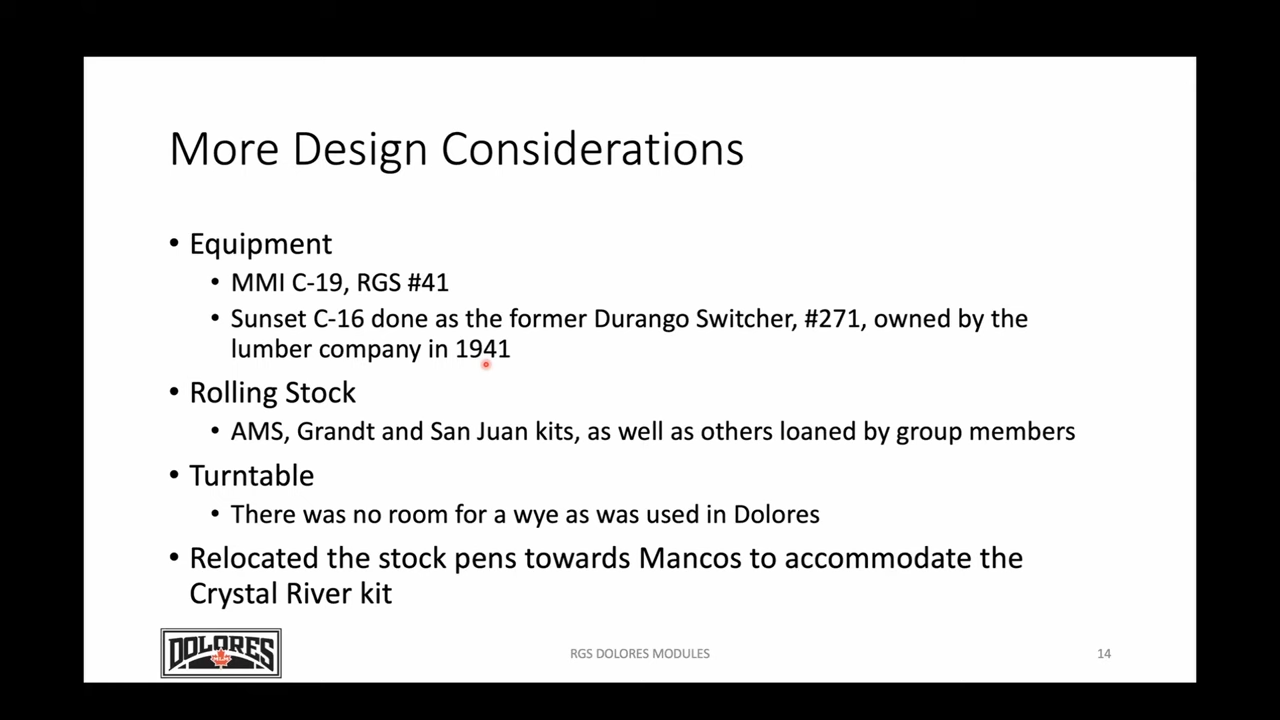 More Design Considerations
• Equipment
• MMI C-19, RGS #41
• Sunset C-16 done as the former Durango Switcher, #271, owned by the
lumber company in 1941
• Rolling Stock
• AMS, Grandt and San Juan kits, as well as others loaned by group members
• Turntable
• There was no room for a wye as was used in Dolores
• Relocated the stock pens towards Mancos to accommodate the
Crystal River kit
DOLORES
RGS DOLORES MODULES
14